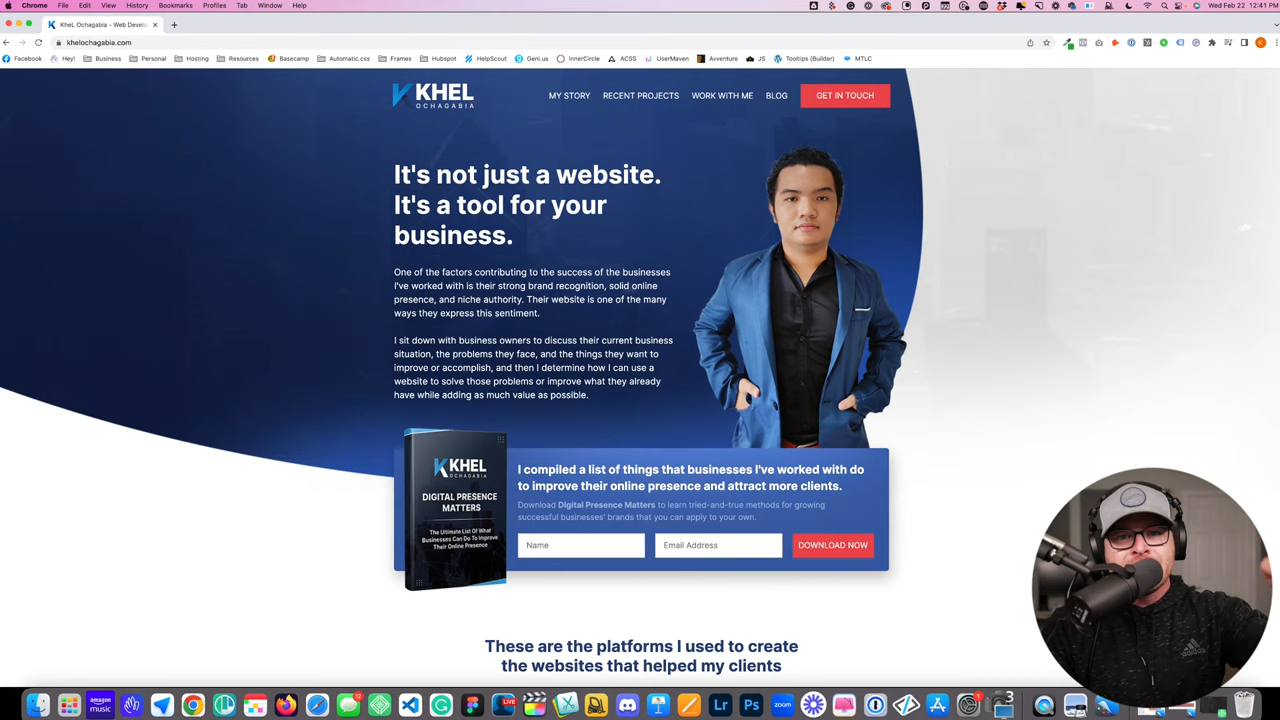 Chrome File Edit View History Bookmarks Profiles Tab Window Help
Wed Feb 22 12:41 PM
KheL Ochagabia - Web Develo
khelochagabia.com
Facebook Hey! Business Personal Hosting Resources Basecamp Automatic.css Frames Hubspot HelpScout Geni.us InnerCircle ACSS UserMaven Avventure JS Tooltips (Builder) MTLC
KHEL
OCHAGABIA
MY STORY RECENT PROJECTS WORK WITH ME BLOG GET IN TOUCH
It's not just a website.
It's a tool for your
business.
One of the factors contributing to the success of the businesses
I've worked with is their strong brand recognition, solid online
presence, and niche authority. Their website is one of the many
ways they express this sentiment.
I sit down with business owners to discuss their current business
situation, the problems they face, and the things they want to
improve or accomplish, and then I determine how I can use a
website to solve those problems or improve what they already
have while adding as much value as possible.
KHEL
OCHAGABIA
DIGITAL PRESENCE
MATTERS
The Ultimate List Of What
Businesses Can Do To Improve
Their Online Presence
I compiled a list of things that businesses I've worked with do
to improve their online presence and attract more clients.
Download Digital Presence Matters to learn tried-and-true methods for growing
successful businesses' brands that you can apply to your own.
Name Email Address DOWNLOAD NOW
These are the platforms I used to create
the websites that helped my clients
adidas
amazon
music
LIVE
Lr
Ps
zoom